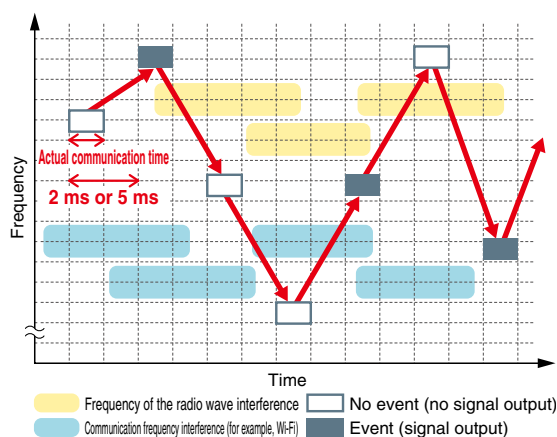 Frequency
Actual communication time
2 ms or 5 ms
Time
Frequency of the radio wave interference
No event (no signal output)
Communication frequency interference (for example, Wi-Fi)
Event (signal output)